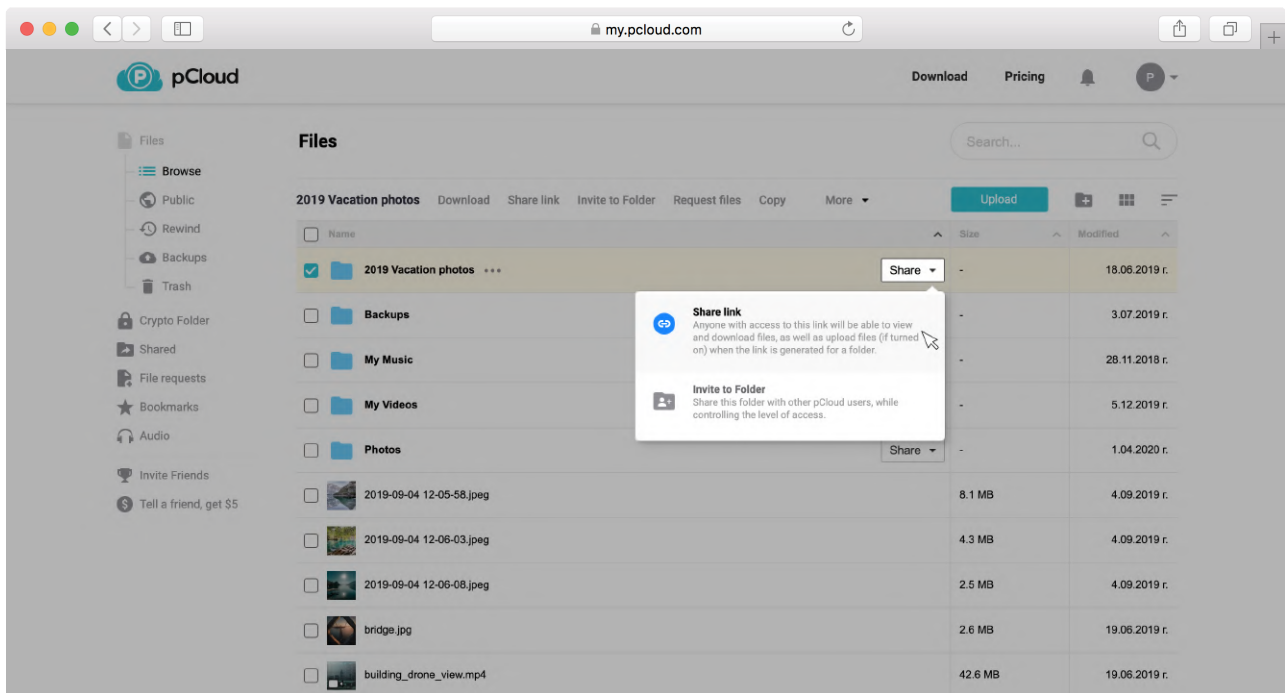 my.pcloud.com
pCloud
Download Pricing P
Files
Browse
Public
Rewind
Backups
Trash
Crypto Folder
Shared
File requests
Bookmarks
Audio
Invite Friends
Tell a friend, get $5
Files
Search...
2019 Vacation photos Download Share link Invite to Folder Request files Copy More Upload
Name Size Modified
2019 Vacation photos ••• Share - 18.06.2019 г.
Backups - 3.07.2019 г.
My Music - 28.11.2018 г.
My Videos - 5.12.2019 г.
Photos Share - 1.04.2020 г.
Share link
Anyone with access to this link will be able to view
and download files, as well as upload files (if turned
on) when the link is generated for a folder.
Invite to Folder
Share this folder with other pCloud users, while
controlling the level of access.
2019-09-04 12-05-58.jpeg 8.1 MB 4.09.2019 г.
2019-09-04 12-06-03.jpeg 4.3 MB 4.09.2019 г.
2019-09-04 12-06-08.jpeg 2.5 MB 4.09.2019 г.
bridge.jpg 2.6 MB 19.06.2019 г.
building_drone_view.mp4 42.6 MB 19.06.2019 г.